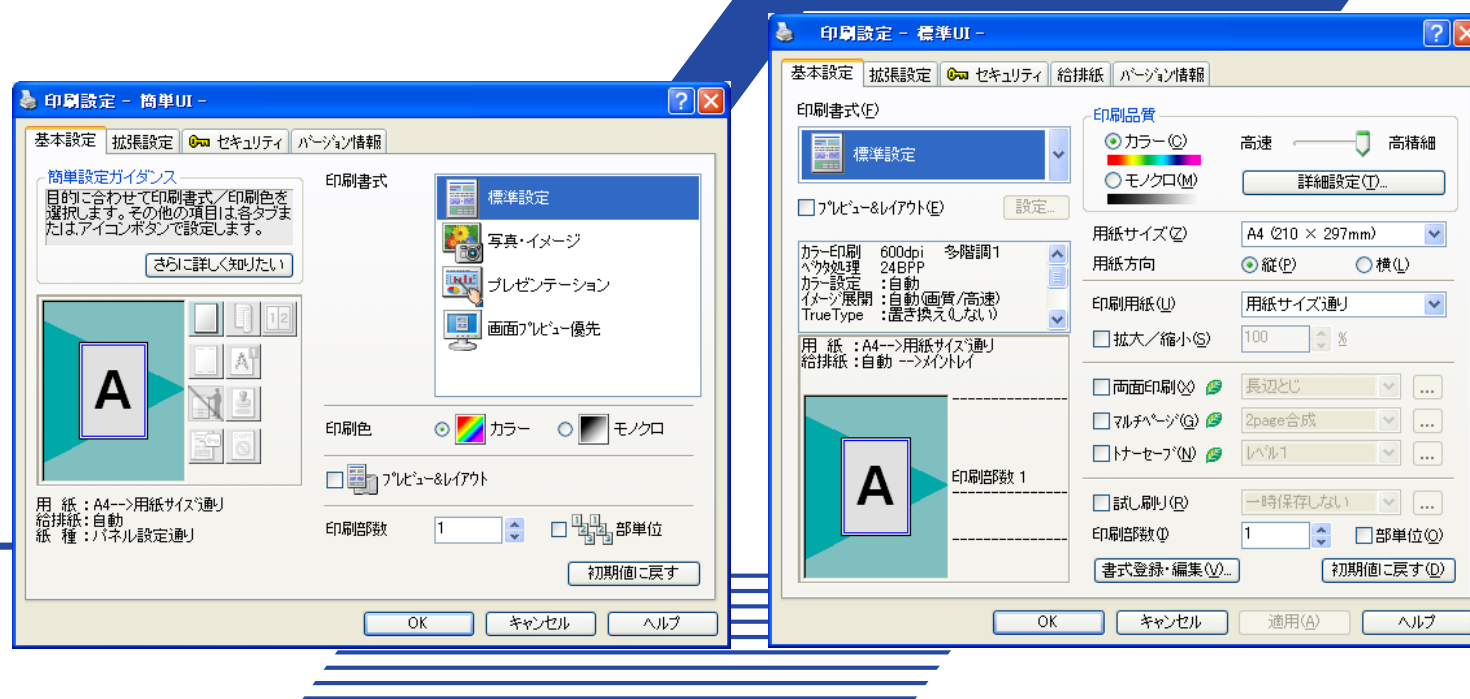 印刷設定 - 簡単UI -
基本設定 拡張設定 セキュリティ バージョン情報
簡単設定ガイダンス
目的に合わせて印刷書式／印刷色を
選択します。その他の項目は各タブま
たはアイコンボタンで設定します。
さらに詳しく知りたい
12
A
A
用 紙 : A4-->用紙サイズ通り
給排紙 : 自動
紙 種 : パネル設定通り
印刷書式
標準設定
写真・イメージ
プレゼンテーション
画面プレビュー優先
印刷色 カラー モノクロ
プレビュー&レイアウト
印刷部数 1 部単位
初期値に戻す
OK キャンセル ヘルプ
印刷設定 - 標準UI -
基本設定 拡張設定 セキュリティ 給排紙 バージョン情報
印刷書式(F)
標準設定
プレビュー&レイアウト(E) 設定...
カラー印刷 600dpi 多階調1
ベクタ処理 24BPP
カラー設定 :自動
イメージ展開 :自動(画質/高速)
TrueType :置き換え(しない)
用 紙 :A4-->用紙サイズ通り
給排紙 :自動 -->メイントレイ
A
印刷部数 1
印刷品質
カラー(C) 高速 高精細
モノクロ(M) 詳細設定(T)...
用紙サイズ(Z) A4 (210 × 297mm)
用紙方向 縦(P) 横(L)
印刷用紙(U) 用紙サイズ通り
拡大／縮小(S) 100 %
両面印刷(X) 長辺とじ ...
マルチページ(G) 2page合成 ...
トナーセーブ(N) レベル1 ...
試し刷り(R) 一時保存しない ...
印刷部数(I) 1 部単位(O)
書式登録・編集(V)... 初期値に戻す(D)
OK キャンセル 適用(A) ヘルプ